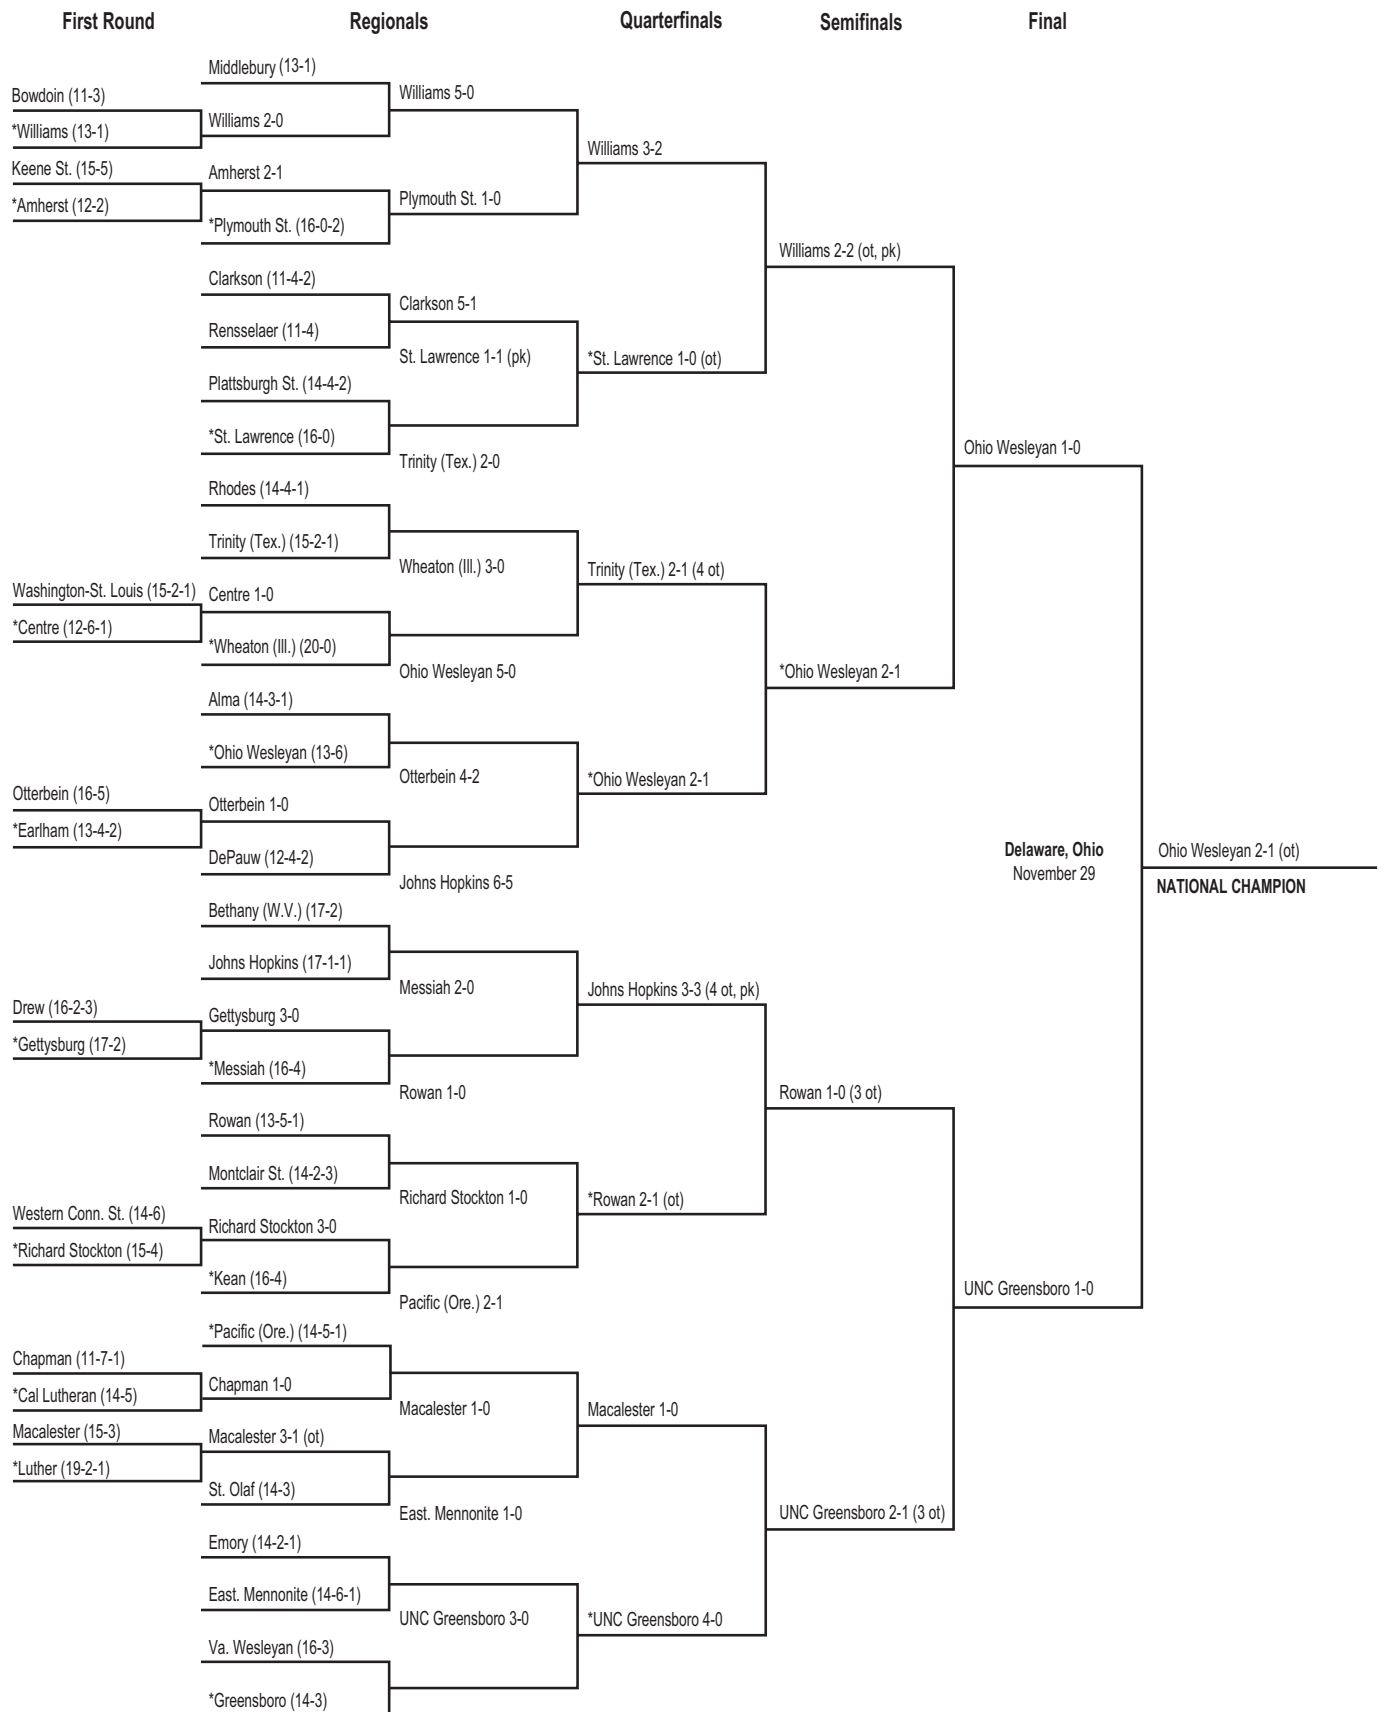 First Round
Regionals
Quarterfinals
Semifinals
Final
Middlebury (13-1)
Bowdoin (11-3)
Williams 5-0
Williams 2-0
*Williams (13-1)
Williams 3-2
Keene St. (15-5)
Amherst 2-1
*Amherst (12-2)
Plymouth St. 1-0
*Plymouth St. (16-0-2)
Williams 2-2 (ot, pk)
Clarkson (11-4-2)
Clarkson 5-1
Rensselaer (11-4)
St. Lawrence 1-1 (pk)
*St. Lawrence 1-0 (ot)
Plattsburgh St. (14-4-2)
*St. Lawrence (16-0)
Ohio Wesleyan 1-0
Trinity (Tex.) 2-0
Rhodes (14-4-1)
Trinity (Tex.) (15-2-1)
Wheaton (Ill.) 3-0
Trinity (Tex.) 2-1 (4 ot)
Washington-St. Louis (15-2-1)
Centre 1-0
*Centre (12-6-1)
*Wheaton (Ill.) (20-0)
Ohio Wesleyan 5-0
*Ohio Wesleyan 2-1
Alma (14-3-1)
*Ohio Wesleyan (13-6)
Otterbein 4-2
*Ohio Wesleyan 2-1
Otterbein (16-5)
Otterbein 1-0
*Earlham (13-4-2)
DePauw (12-4-2)
Delaware, Ohio
November 29
Ohio Wesleyan 2-1 (ot)
NATIONAL CHAMPION
Johns Hopkins 6-5
Bethany (W.V.) (17-2)
Johns Hopkins (17-1-1)
Messiah 2-0
Johns Hopkins 3-3 (4 ot, pk)
Drew (16-2-3)
Gettysburg 3-0
*Gettysburg (17-2)
*Messiah (16-4)
Rowan 1-0
Rowan 1-0 (3 ot)
Rowan (13-5-1)
Montclair St. (14-2-3)
Richard Stockton 1-0
*Rowan 2-1 (ot)
Western Conn. St. (14-6)
Richard Stockton 3-0
*Richard Stockton (15-4)
*Kean (16-4)
UNC Greensboro 1-0
Pacific (Ore.) 2-1
*Pacific (Ore.) (14-5-1)
Chapman (11-7-1)
Chapman 1-0
*Cal Lutheran (14-5)
Macalester 1-0
Macalester 1-0
Macalester (15-3)
Macalester 3-1 (ot)
*Luther (19-2-1)
St. Olaf (14-3)
East. Mennonite 1-0
UNC Greensboro 2-1 (3 ot)
Emory (14-2-1)
East. Mennonite (14-6-1)
UNC Greensboro 3-0
*UNC Greensboro 4-0
Va. Wesleyan (16-3)
*Greensboro (14-3)